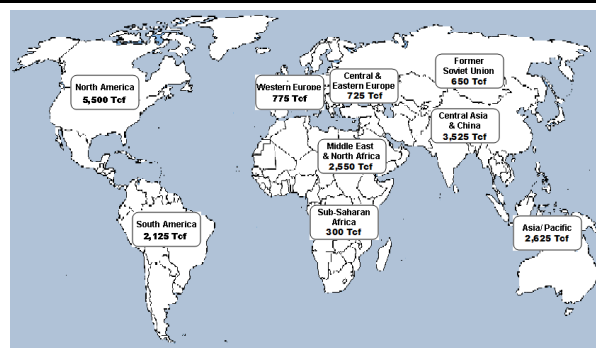 Former
Soviet Union
650 Tcf
North America
5,500 Tcf
Western Europe
775 Tcf
Central &
Eastern Europe
725 Tcf
Central Asia
& China
3,525 Tcf
Middle East
& North Africa
2,550 Tcf
Sub-Saharan
Africa
300 Tcf
South America
2,125 Tcf
Asia/ Pacific
2,625 Tcf